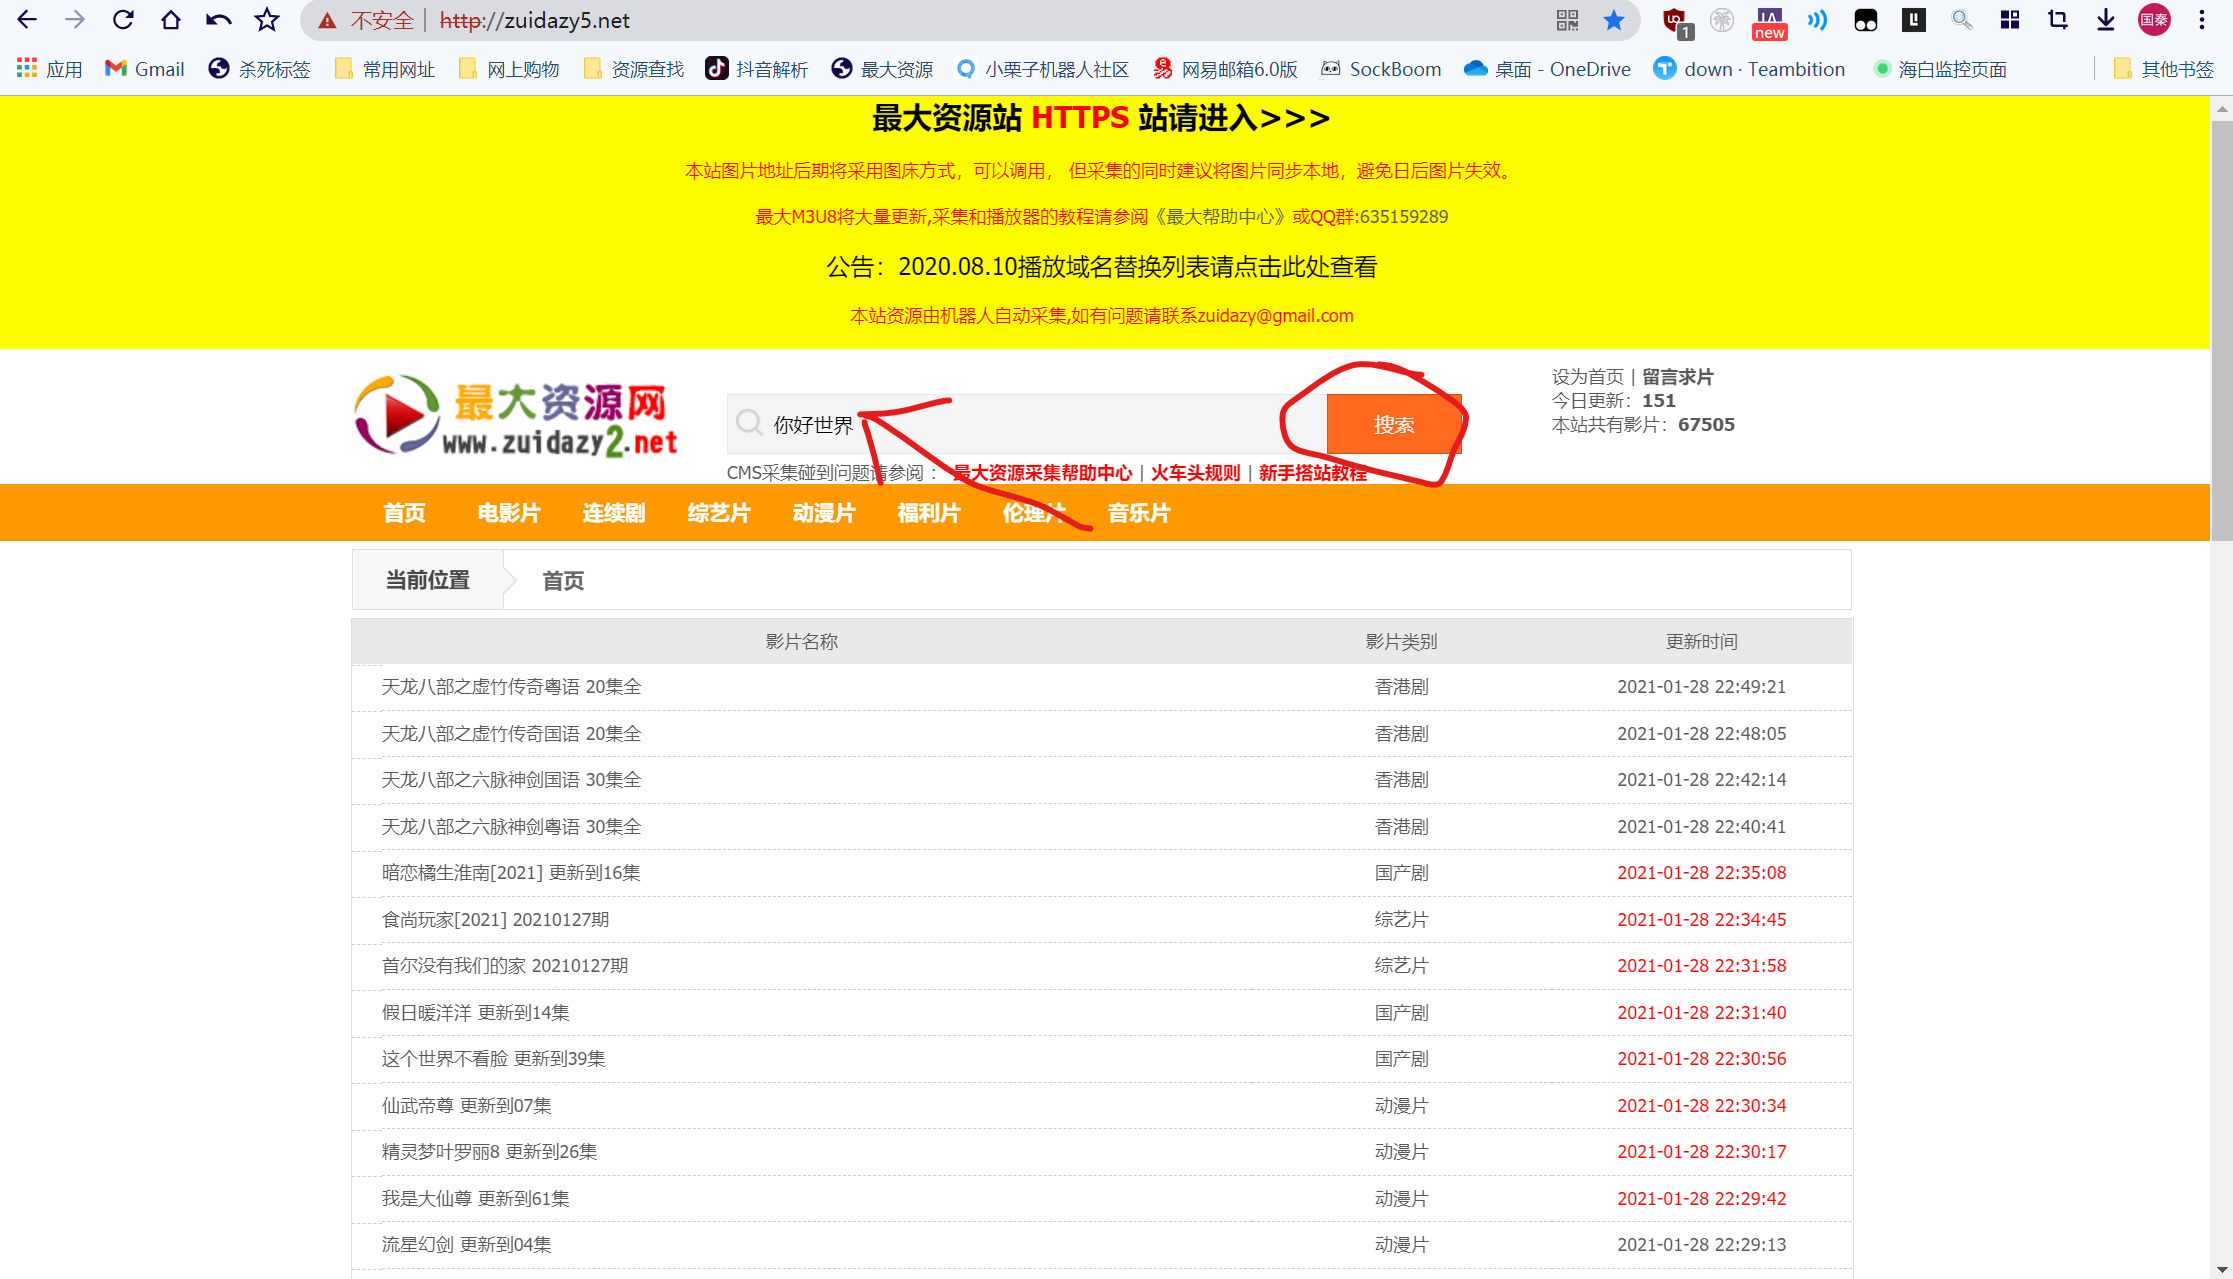 不安全 http://zuidazy5.net
1 new 国秦
应用 Gmail 杀死标签 常用网址 网上购物 资源查找 抖音解析 最大资源 小栗子机器人社区 网易邮箱6.0版 SockBoom 桌面 - OneDrive down · Teambition 海白监控页面 其他书签
最大资源站 HTTPS 站请进入>>>
本站图片地址后期将采用图床方式，可以调用， 但采集的同时建议将图片同步本地，避免日后图片失效。
最大M3U8将大量更新,采集和播放器的教程请参阅《最大帮助中心》或QQ群:635159289
公告：2020.08.10播放域名替换列表请点击此处查看
本站资源由机器人自动采集,如有问题请联系zuidazy@gmail.com
最大资源网
www.zuidazy2.net
你好世界 搜索
CMS采集碰到问题请参阅： 最大资源采集帮助中心 | 火车头规则 | 新手搭站教程
设为首页 | 留言求片
今日更新：151
本站共有影片：67505
首页 电影片 连续剧 综艺片 动漫片 福利片 伦理片 音乐片
当前位置 首页
影片名称 影片类别 更新时间
天龙八部之虚竹传奇粤语 20集全 香港剧 2021-01-28 22:49:21
天龙八部之虚竹传奇国语 20集全 香港剧 2021-01-28 22:48:05
天龙八部之六脉神剑国语 30集全 香港剧 2021-01-28 22:42:14
天龙八部之六脉神剑粤语 30集全 香港剧 2021-01-28 22:40:41
暗恋橘生淮南[2021] 更新到16集 国产剧 2021-01-28 22:35:08
食尚玩家[2021] 20210127期 综艺片 2021-01-28 22:34:45
首尔没有我们的家 20210127期 综艺片 2021-01-28 22:31:58
假日暖洋洋 更新到14集 国产剧 2021-01-28 22:31:40
这个世界不看脸 更新到39集 国产剧 2021-01-28 22:30:56
仙武帝尊 更新到07集 动漫片 2021-01-28 22:30:34
精灵梦叶罗丽8 更新到26集 动漫片 2021-01-28 22:30:17
我是大仙尊 更新到61集 动漫片 2021-01-28 22:29:42
流星幻剑 更新到04集 动漫片 2021-01-28 22:29:13